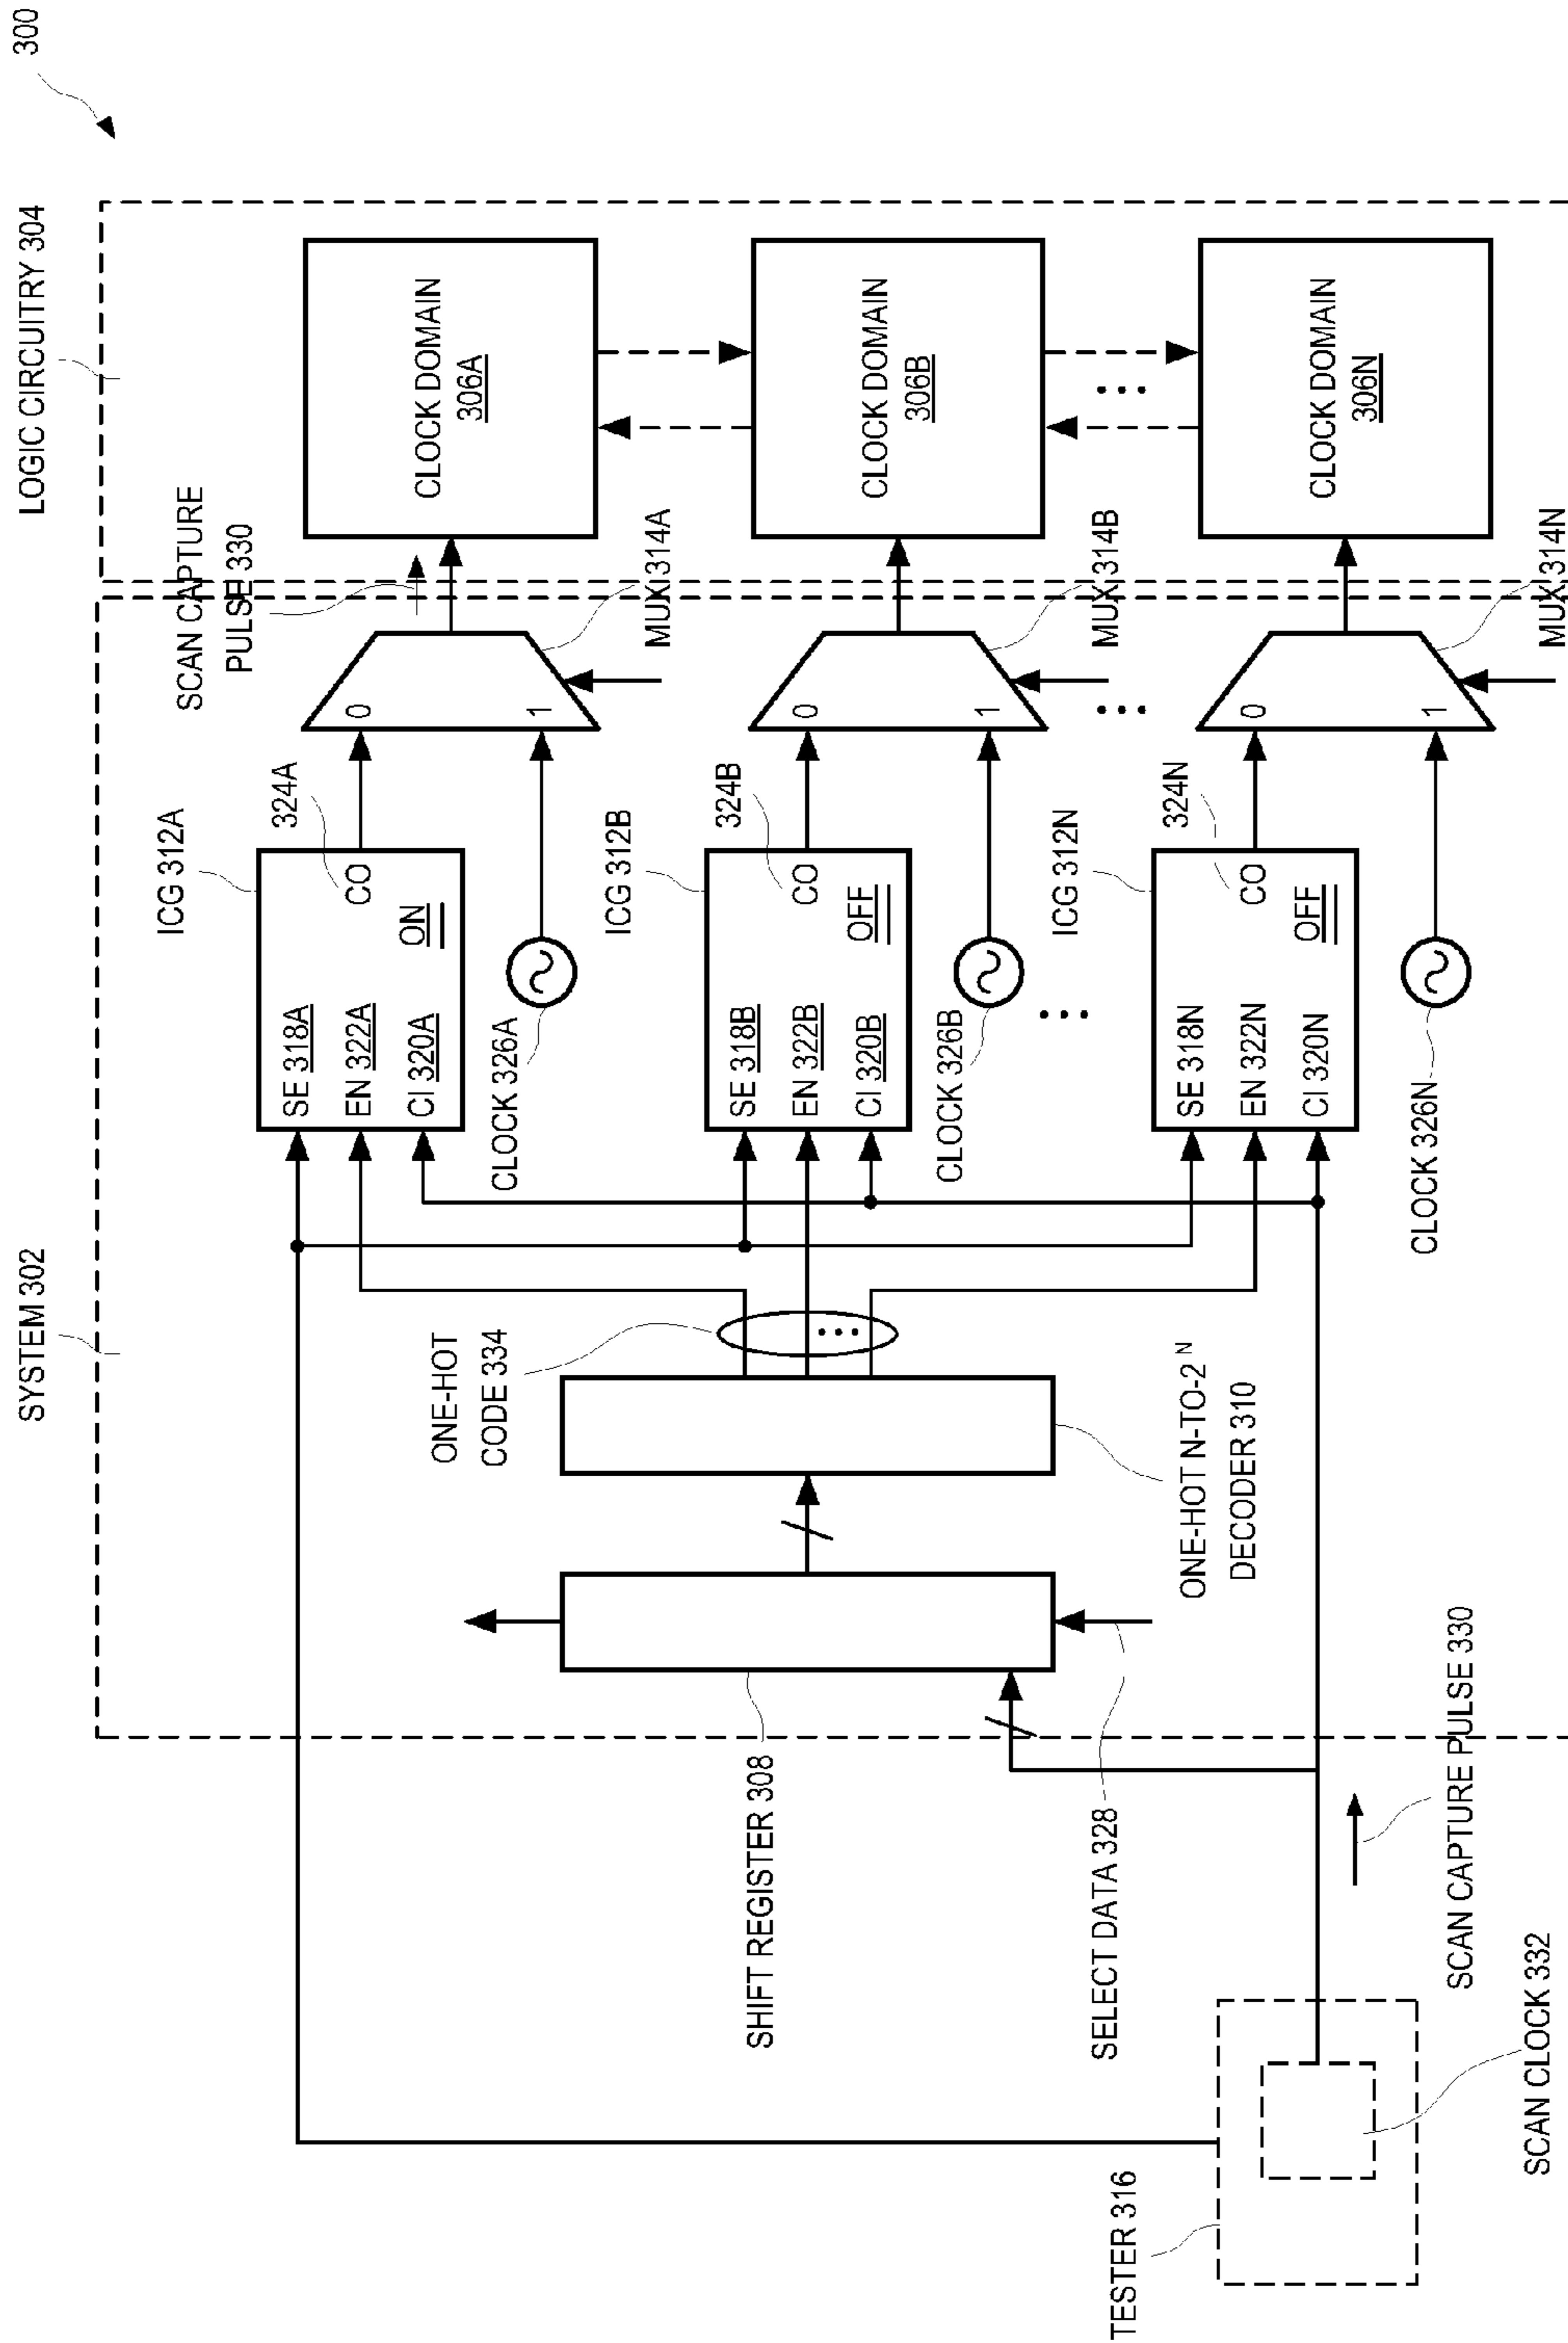 300
LOGIC CIRCUITRY 304
SYSTEM 302
SCAN CAPTURE
PULSE 330
CLOCK DOMAIN
306A
MUX 314A
0
1
ICG 312A
324A
SE 318A
EN 322A
CI 320A
CO
ON
CLOCK 326A
CLOCK DOMAIN
306B
MUX 314B
0
1
ICG 312B
324B
SE 318B
EN 322B
CI 320B
CO
OFF
CLOCK 326B
CLOCK DOMAIN
306N
MUX 314N
0
1
ICG 312N
324N
SE 318N
EN 322N
CI 320N
CO
OFF
CLOCK 326N
ONE-HOT
CODE 334
ONE-HOT N-TO-2^N
DECODER 310
SHIFT REGISTER 308
SELECT DATA 328
SCAN CAPTURE PULSE 330
TESTER 316
SCAN CLOCK 332